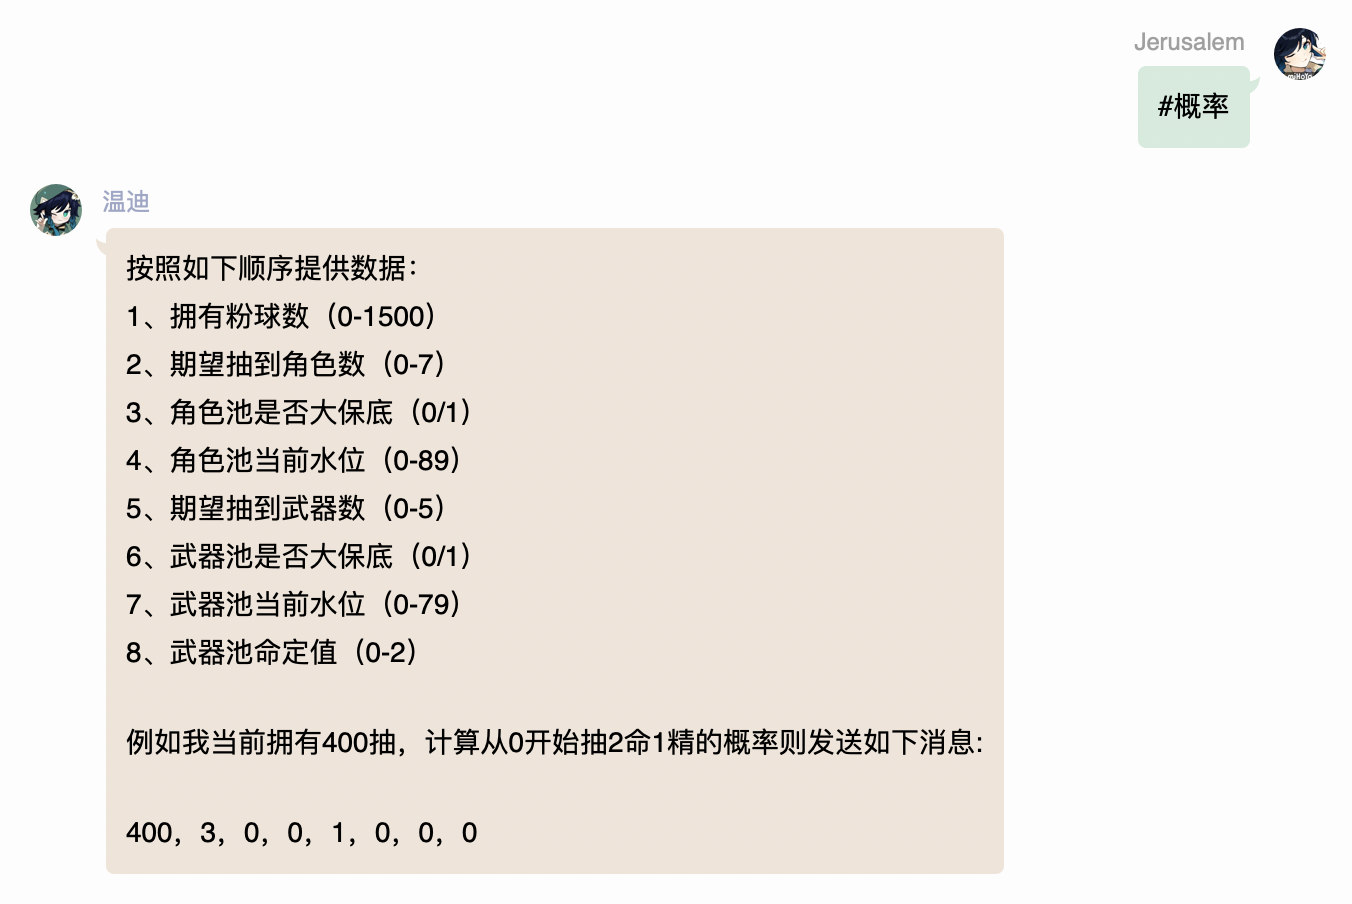 Jerusalem
#概率
温迪
按照如下顺序提供数据：
1、拥有粉球数（0-1500）
2、期望抽到角色数（0-7）
3、角色池是否大保底（0/1）
4、角色池当前水位（0-89）
5、期望抽到武器数（0-5）
6、武器池是否大保底（0/1）
7、武器池当前水位（0-79）
8、武器池命定值（0-2）
例如我当前拥有400抽，计算从0开始抽2命1精的概率则发送如下消息:
400，3，0，0，1，0，0，0